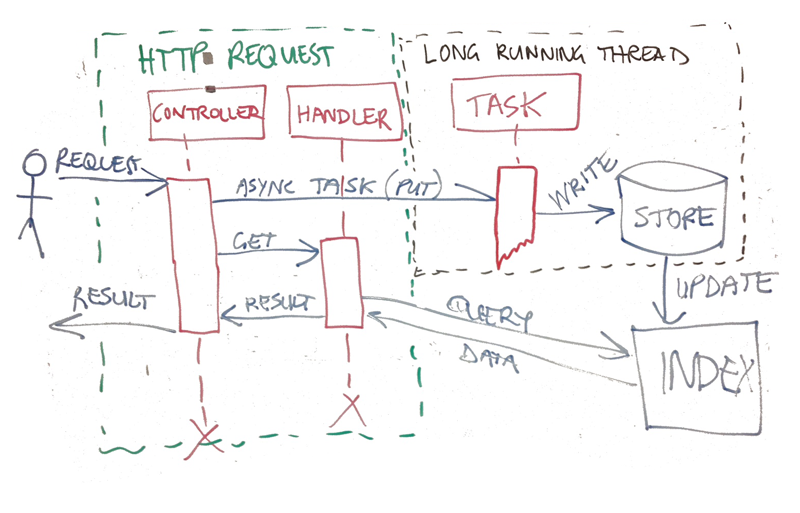 HTTP REQUEST
LONG RUNNING THREAD
CONTROLLER
HANDLER
TASK
REQUEST
ASYNC TASK (PUT)
WRITE
STORE
GET
UPDATE
RESULT
RESULT
QUERY
DATA
INDEX